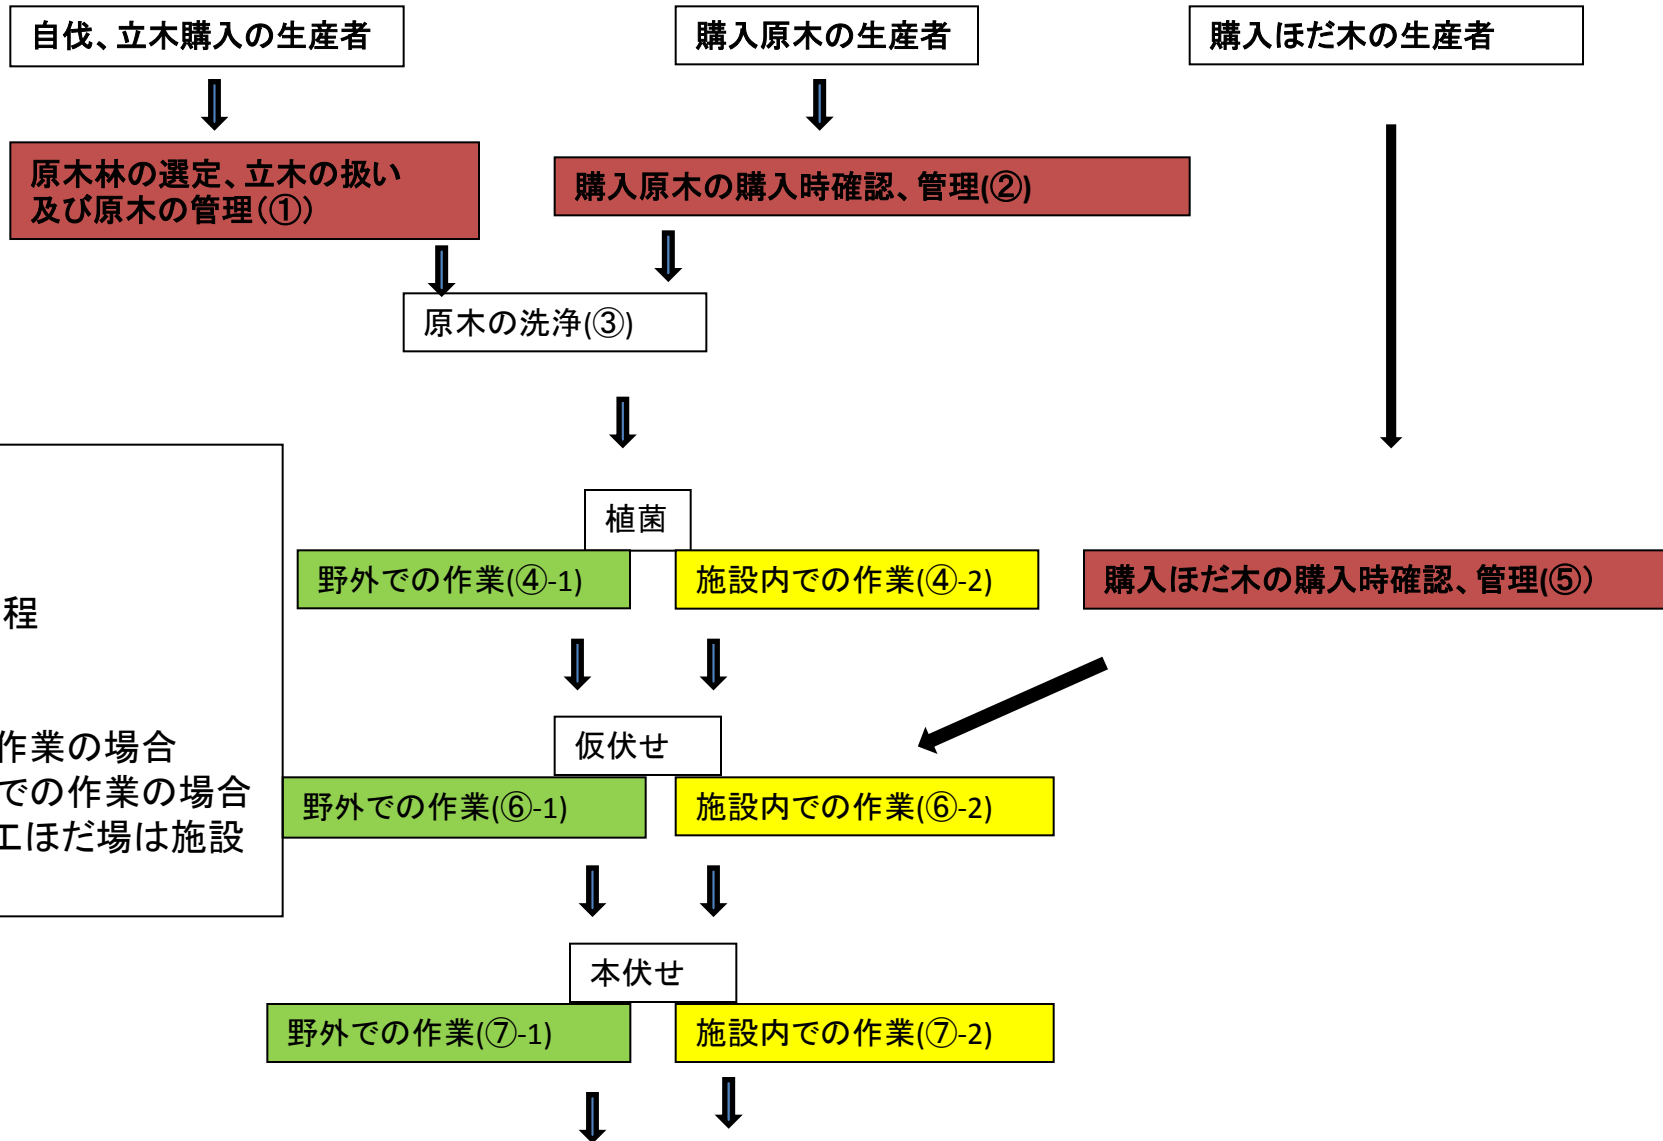 自伐、立木購入の生産者
購入原木の生産者
購入ほだ木の生産者
原木林の選定、立木の扱い
及び原木の管理(①)
購入原木の購入時確認、管理(②)
原木の洗浄(③)
植菌
野外での作業(④-1)
施設内での作業(④-2)
購入ほだ木の購入時確認、管理(⑤)
程
作業の場合
での作業の場合
工ほだ場は施設
仮伏せ
野外での作業(⑥-1)
施設内での作業(⑥-2)
本伏せ
野外での作業(⑦-1)
施設内での作業(⑦-2)